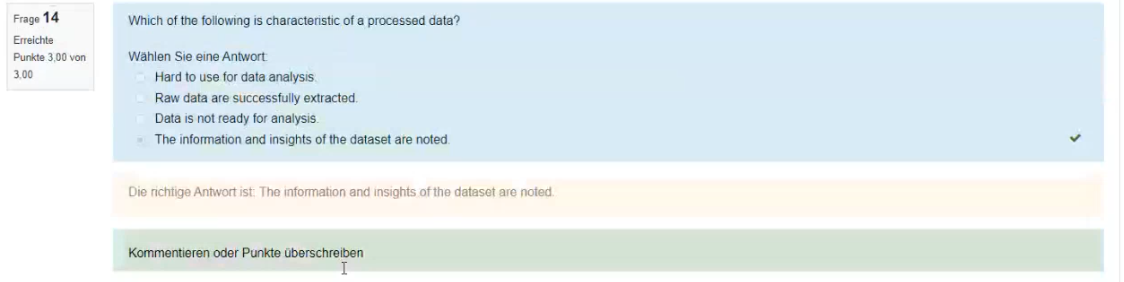 Frage 14
Erreichte
Punkte 3,00 von
3,00
Which of the following is characteristic of a processed data?
Wählen Sie eine Antwort:
Hard to use for data analysis.
Raw data are successfully extracted.
Data is not ready for analysis.
The information and insights of the dataset are noted.
Die richtige Antwort ist: The information and insights of the dataset are noted.
Kommentieren oder Punkte überschreiben